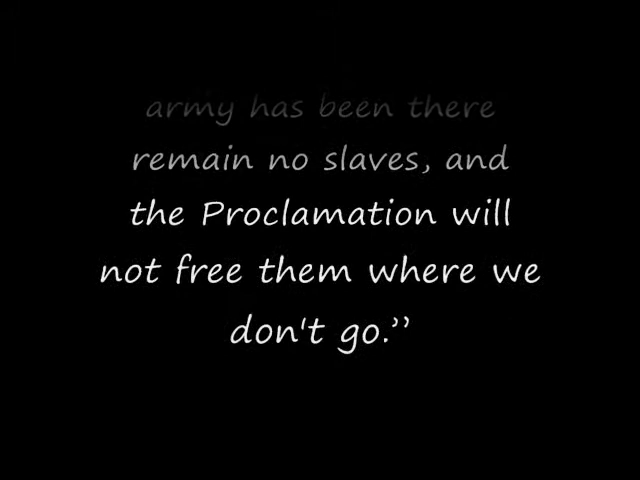 army has been there
remain no slaves, and
the Proclamation will
not free them where we
don't go.”